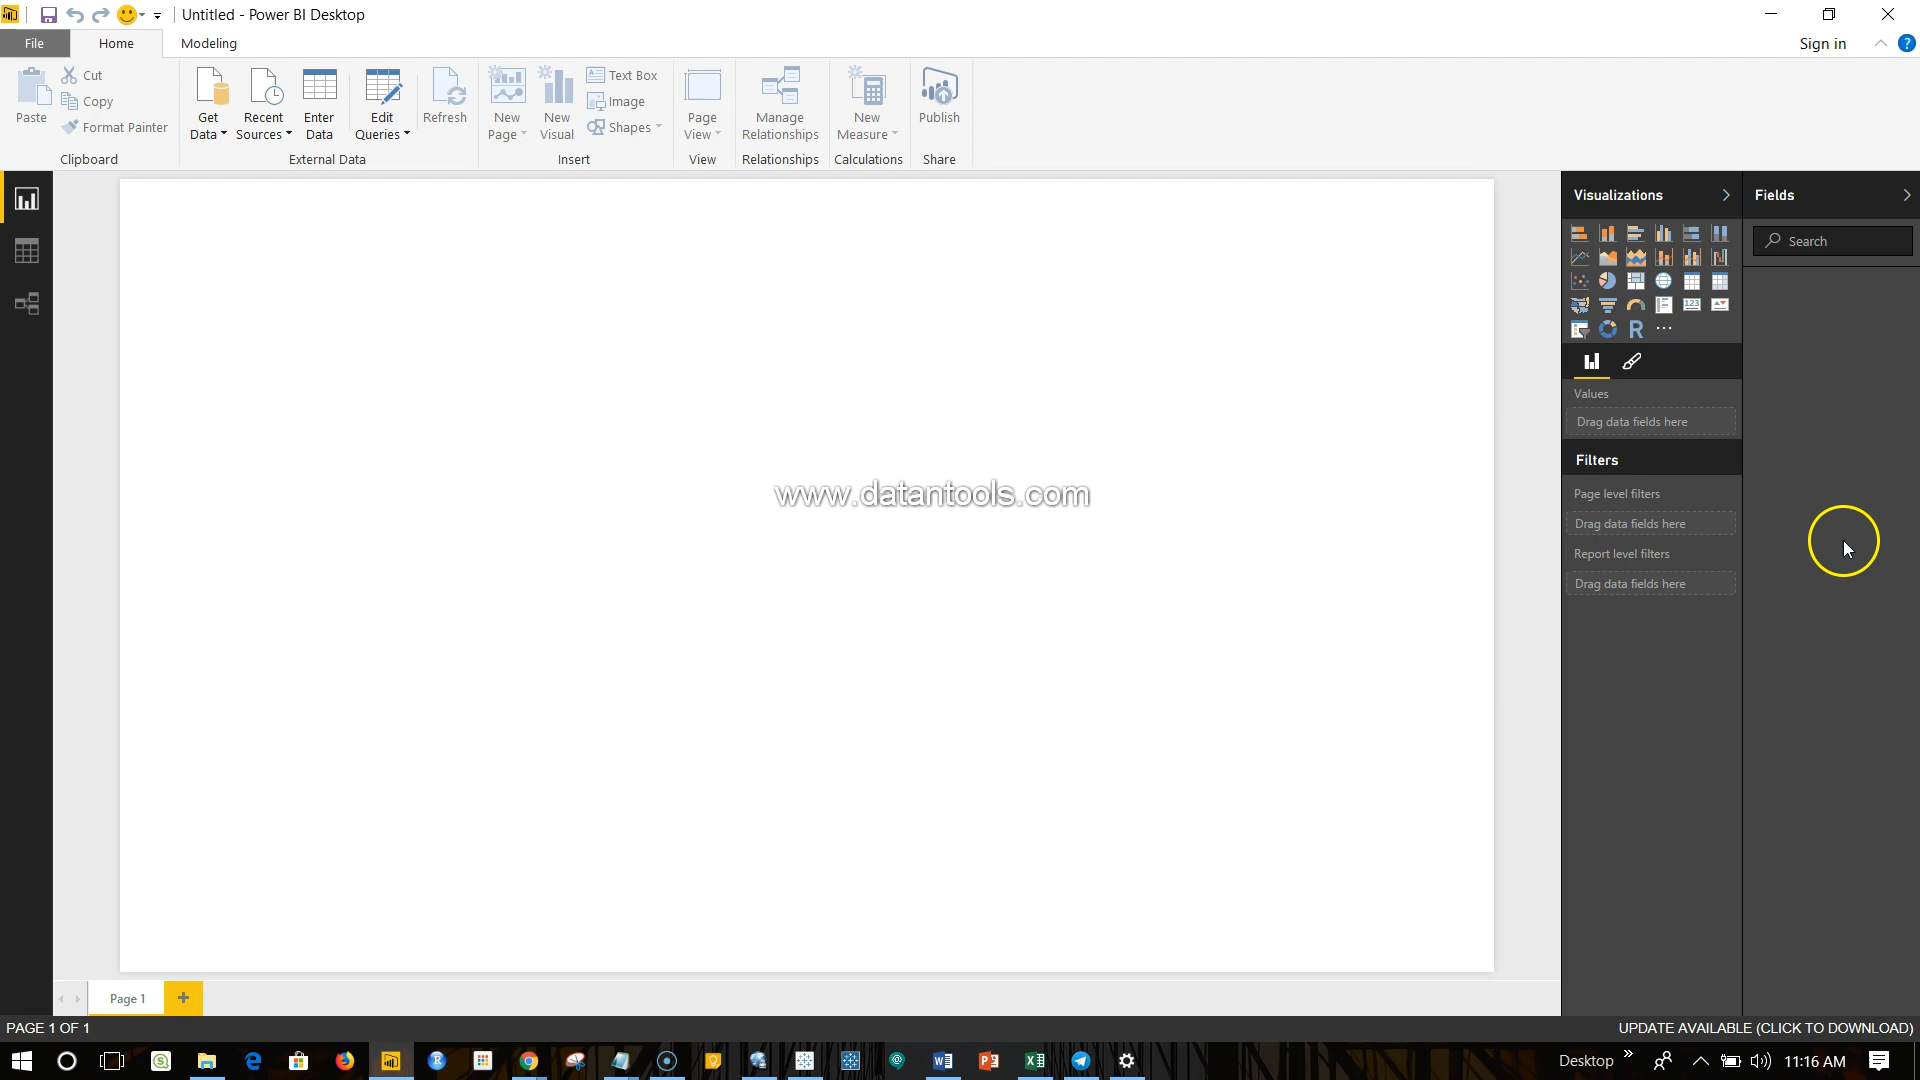 Untitled - Power BI Desktop
File
Home
Modeling
Sign in
?
Paste
Cut
Copy
Format Painter
Clipboard
Get Data
Recent Sources
Enter Data
Edit Queries
Refresh
External Data
New Page
New Visual
Text Box
Image
Shapes
Insert
Page View
View
Manage Relationships
Relationships
New Measure
Calculations
Publish
Share
Visualizations
Fields
Search
123
R
Values
Drag data fields here
Filters
Page level filters
Drag data fields here
Report level filters
Drag data fields here
www.datantools.com
Page 1
+
PAGE 1 OF 1
UPDATE AVAILABLE (CLICK TO DOWNLOAD)
Desktop
11:16 AM